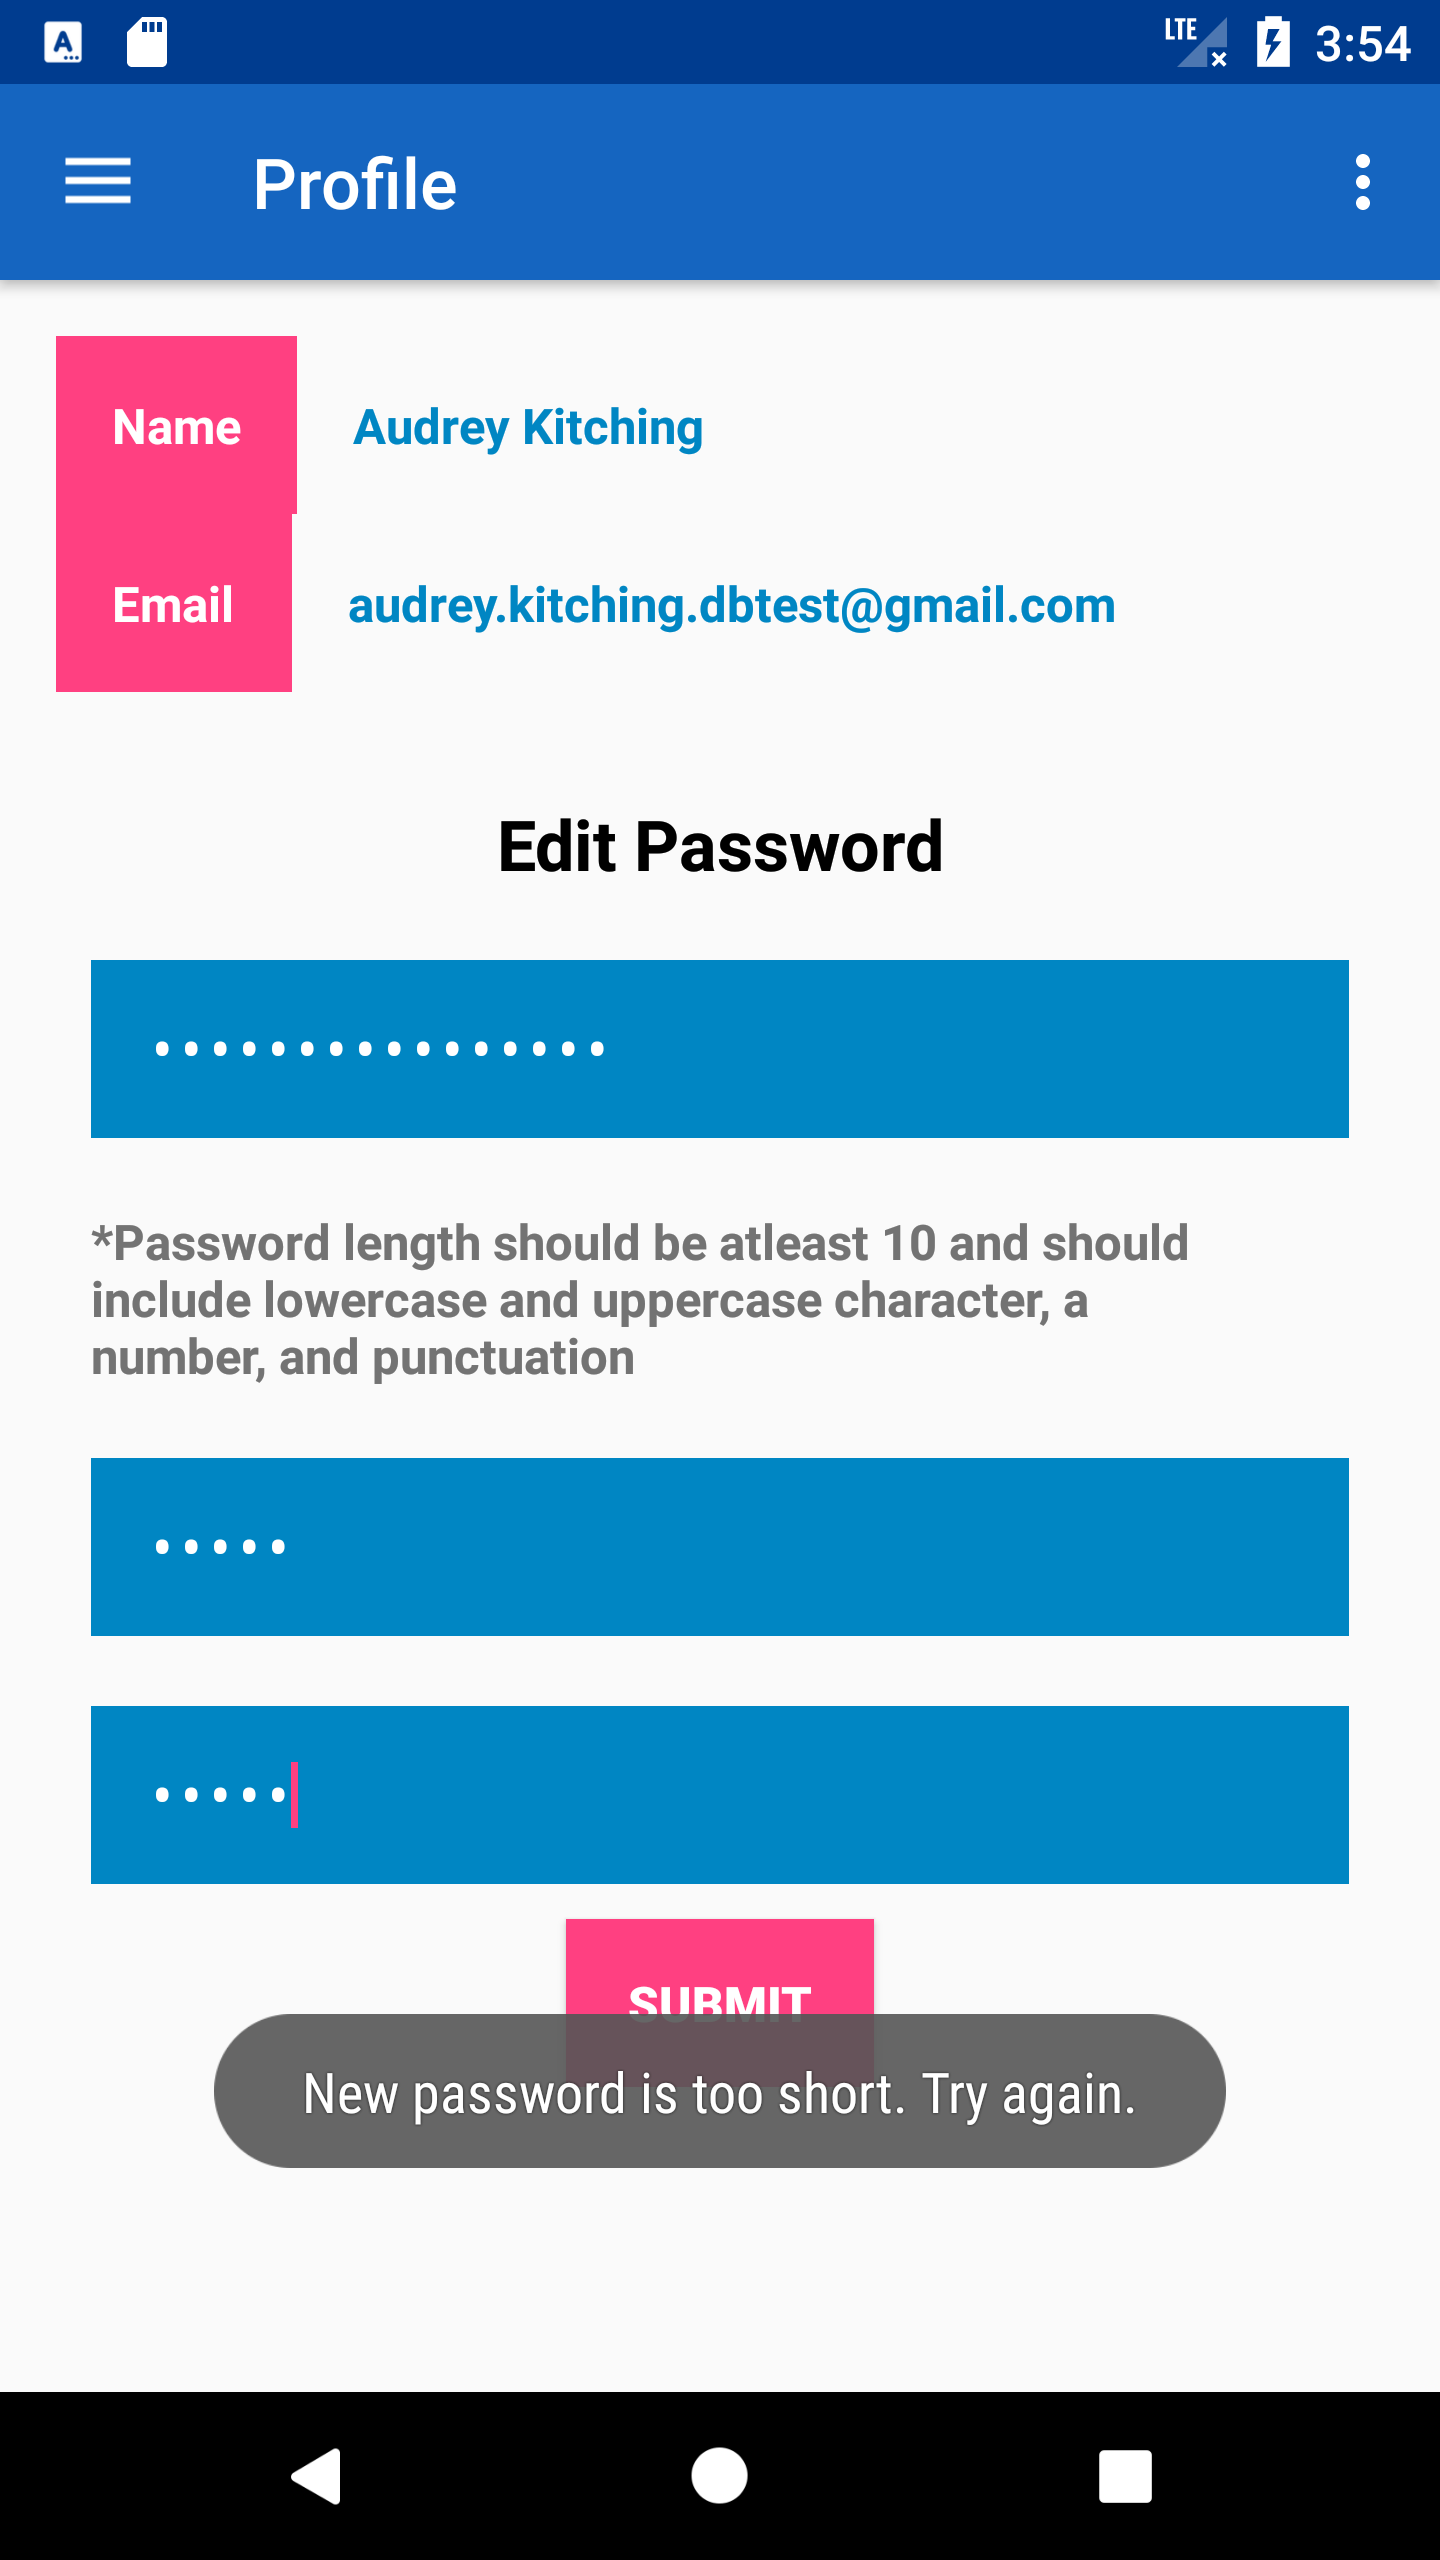 LTE 3:54
Profile
Name Audrey Kitching
Email audrey.kitching.dbtest@gmail.com
Edit Password
••••••••••••••••
*Password length should be atleast 10 and should
include lowercase and uppercase character, a
number, and punctuation
•••••
•••••
SUBMIT
New password is too short. Try again.